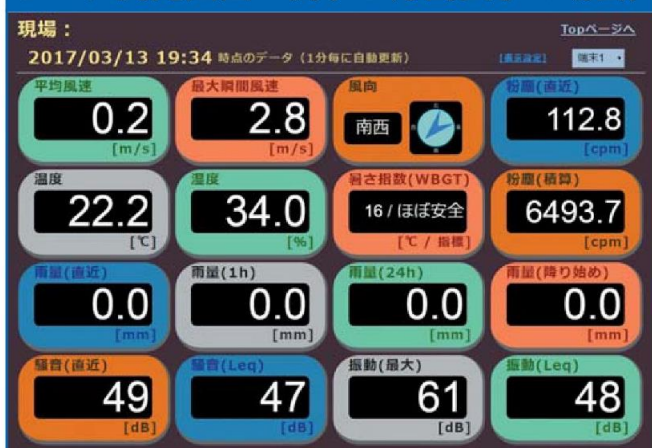 現場：
Topページへ
2017/03/13 19:34 時点のデータ（1分毎に自動更新）
[表示設定] 端末1
平均風速 最大瞬間風速 風向 粉塵(直近)
0.2 2.8 南西 112.8
[m/s] [m/s] [cpm]
温度 湿度 暑さ指数(WBGT) 粉塵(積算)
22.2 34.0 16 / ほぼ安全 6493.7
[℃] [%] [℃ / 指標] [cpm]
雨量(直近) 雨量(1h) 雨量(24h) 雨量(降り始め)
0.0 0.0 0.0 0.0
[mm] [mm] [mm] [mm]
騒音(直近) 騒音(Leq) 振動(最大) 振動(Leq)
49 47 61 48
[dB] [dB] [dB] [dB]